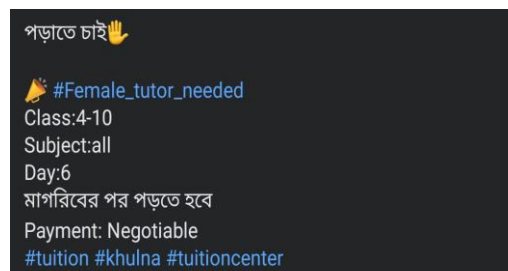 পড়াতে চাই🖐
📣 #Female_tutor_needed
Class:4-10
Subject:all
Day:6
মাগরিবের পর পড়তে হবে
Payment: Negotiable
#tuition #khulna #tuitioncenter